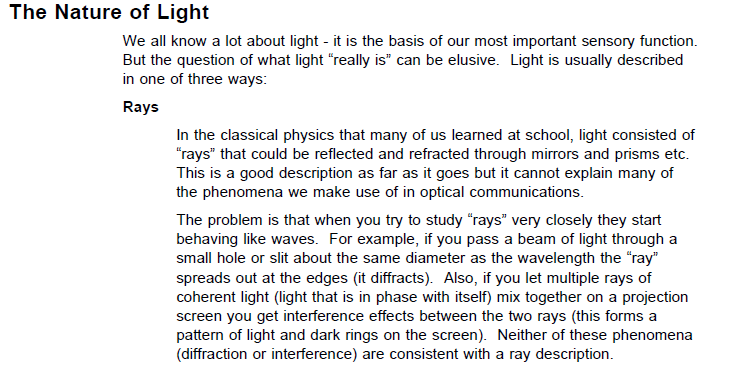 The Nature of Light
We all know a lot about light - it is the basis of our most important sensory function.
But the question of what light “really is” can be elusive.  Light is usually described
in one of three ways:
Rays
In the classical physics that many of us learned at school, light consisted of
“rays” that could be reflected and refracted through mirrors and prisms etc.
This is a good description as far as it goes but it cannot explain many of
the phenomena we make use of in optical communications.
The problem is that when you try to study “rays” very closely they start
behaving like waves.  For example, if you pass a beam of light through a
small hole or slit about the same diameter as the wavelength the “ray”
spreads out at the edges (it diffracts).  Also, if you let multiple rays of
coherent light (light that is in phase with itself) mix together on a projection
screen you get interference effects between the two rays (this forms a
pattern of light and dark rings on the screen).  Neither of these phenomena
(diffraction or interference) are consistent with a ray description.